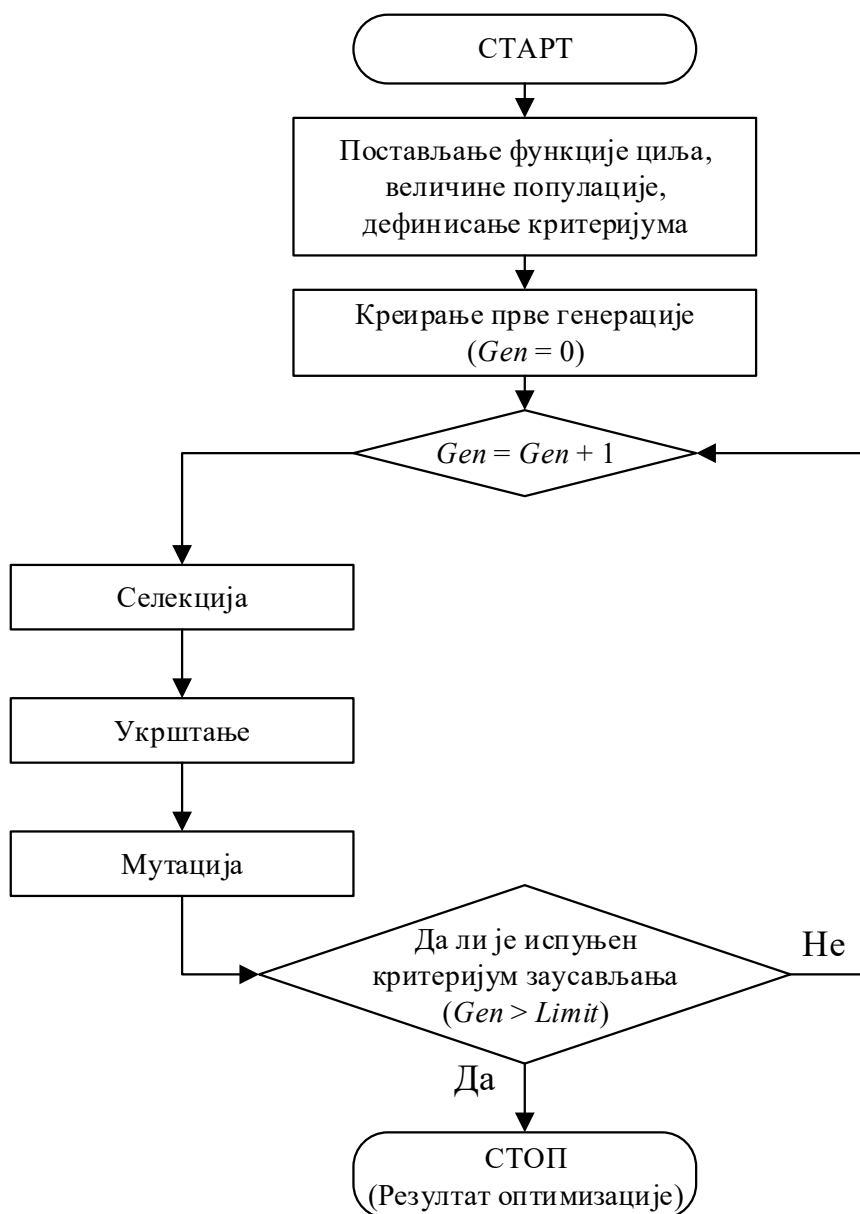 СТАРТ
Постављање функције циља,
величине популације,
дефинисање критеријума
Креирање прве генерације
(Gen = 0)
Gen = Gen + 1
Селекција
Укрштање
Мутација
Да ли је испуњен
критеријум заусављања
(Gen > Limit)
Не
Да
СТОП
(Резултат оптимизације)